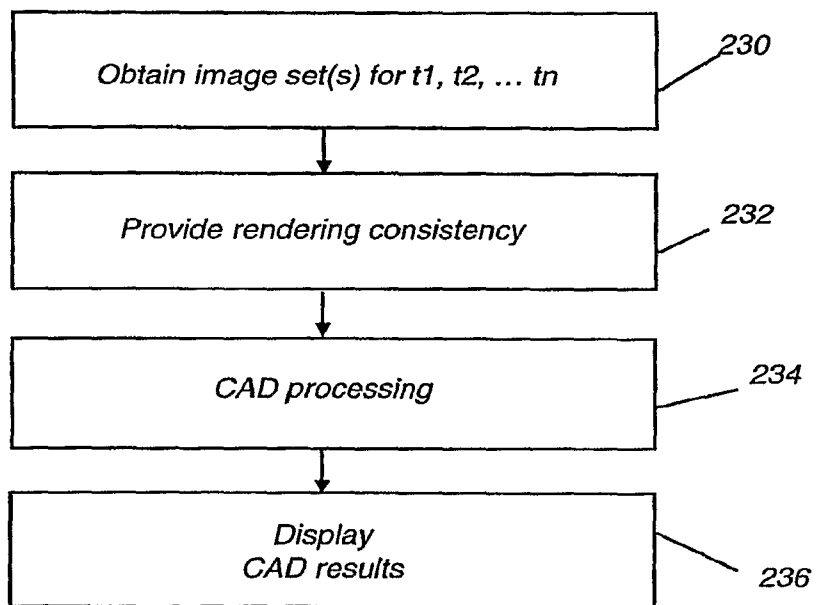 Obtain image set(s) for t1, t2, ... tn
230
Provide rendering consistency
232
CAD processing
234
Display
CAD results
236